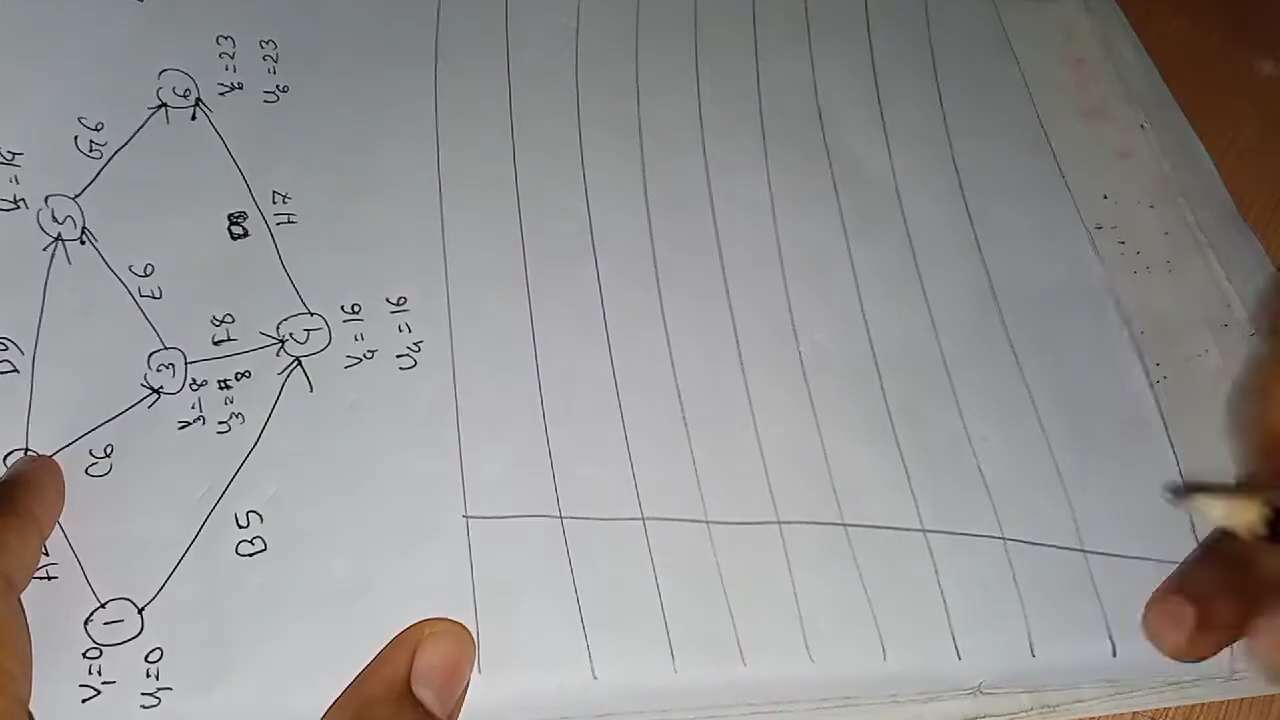 D9
5
G6
C6
V1=0
1
E6
6
U1=0
3
V3=8
F8
V6=23
U3=8
B5
U6=23
H7
4
V4=16
U4=16